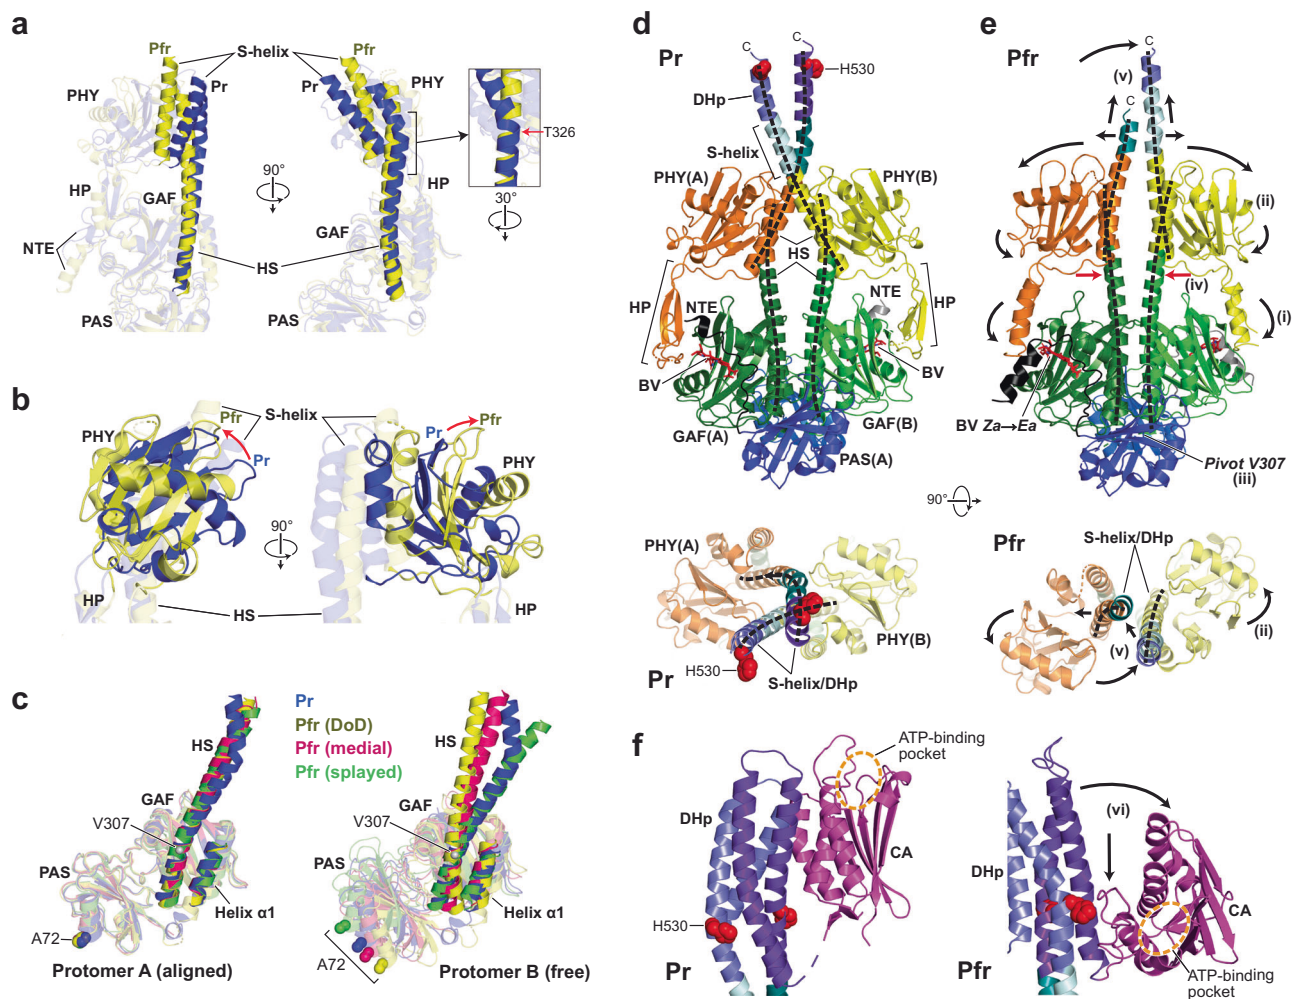 a
Pfr
S-helix
Pfr
PHY
Pr
Pr
PHY
T326
90°
HP
GAF
HP
30°
NTE
GAF
HS
PAS
PAS
b
S-helix
PHY
Pfr
Pr
Pr
Pfr
PHY
90°
HP
HS
HP
c
Pr
Pfr (DoD)
Pfr (medial)
Pfr (splayed)
HS
HS
GAF
V307
GAF
V307
PAS
PAS
Helix α1
Helix α1
A72
A72
Protomer A (aligned)
Protomer B (free)
d
Pr
C
C
H530
DHp
S-helix
PHY(A)
PHY(B)
HS
HP
NTE
NTE
HP
BV
BV
GAF(A)
GAF(B)
PAS(A)
90°
PHY(A)
PHY(B)
H530
Pr
S-helix/DHp
e
Pfr
C
(v)
C
(ii)
(iv)
(i)
BV Za→Ea
Pivot V307
(iii)
Pfr
S-helix/DHp
(v)
(ii)
f
ATP-binding
pocket
DHp
CA
H530
Pr
(vi)
DHp
CA
Pfr
ATP-binding
pocket